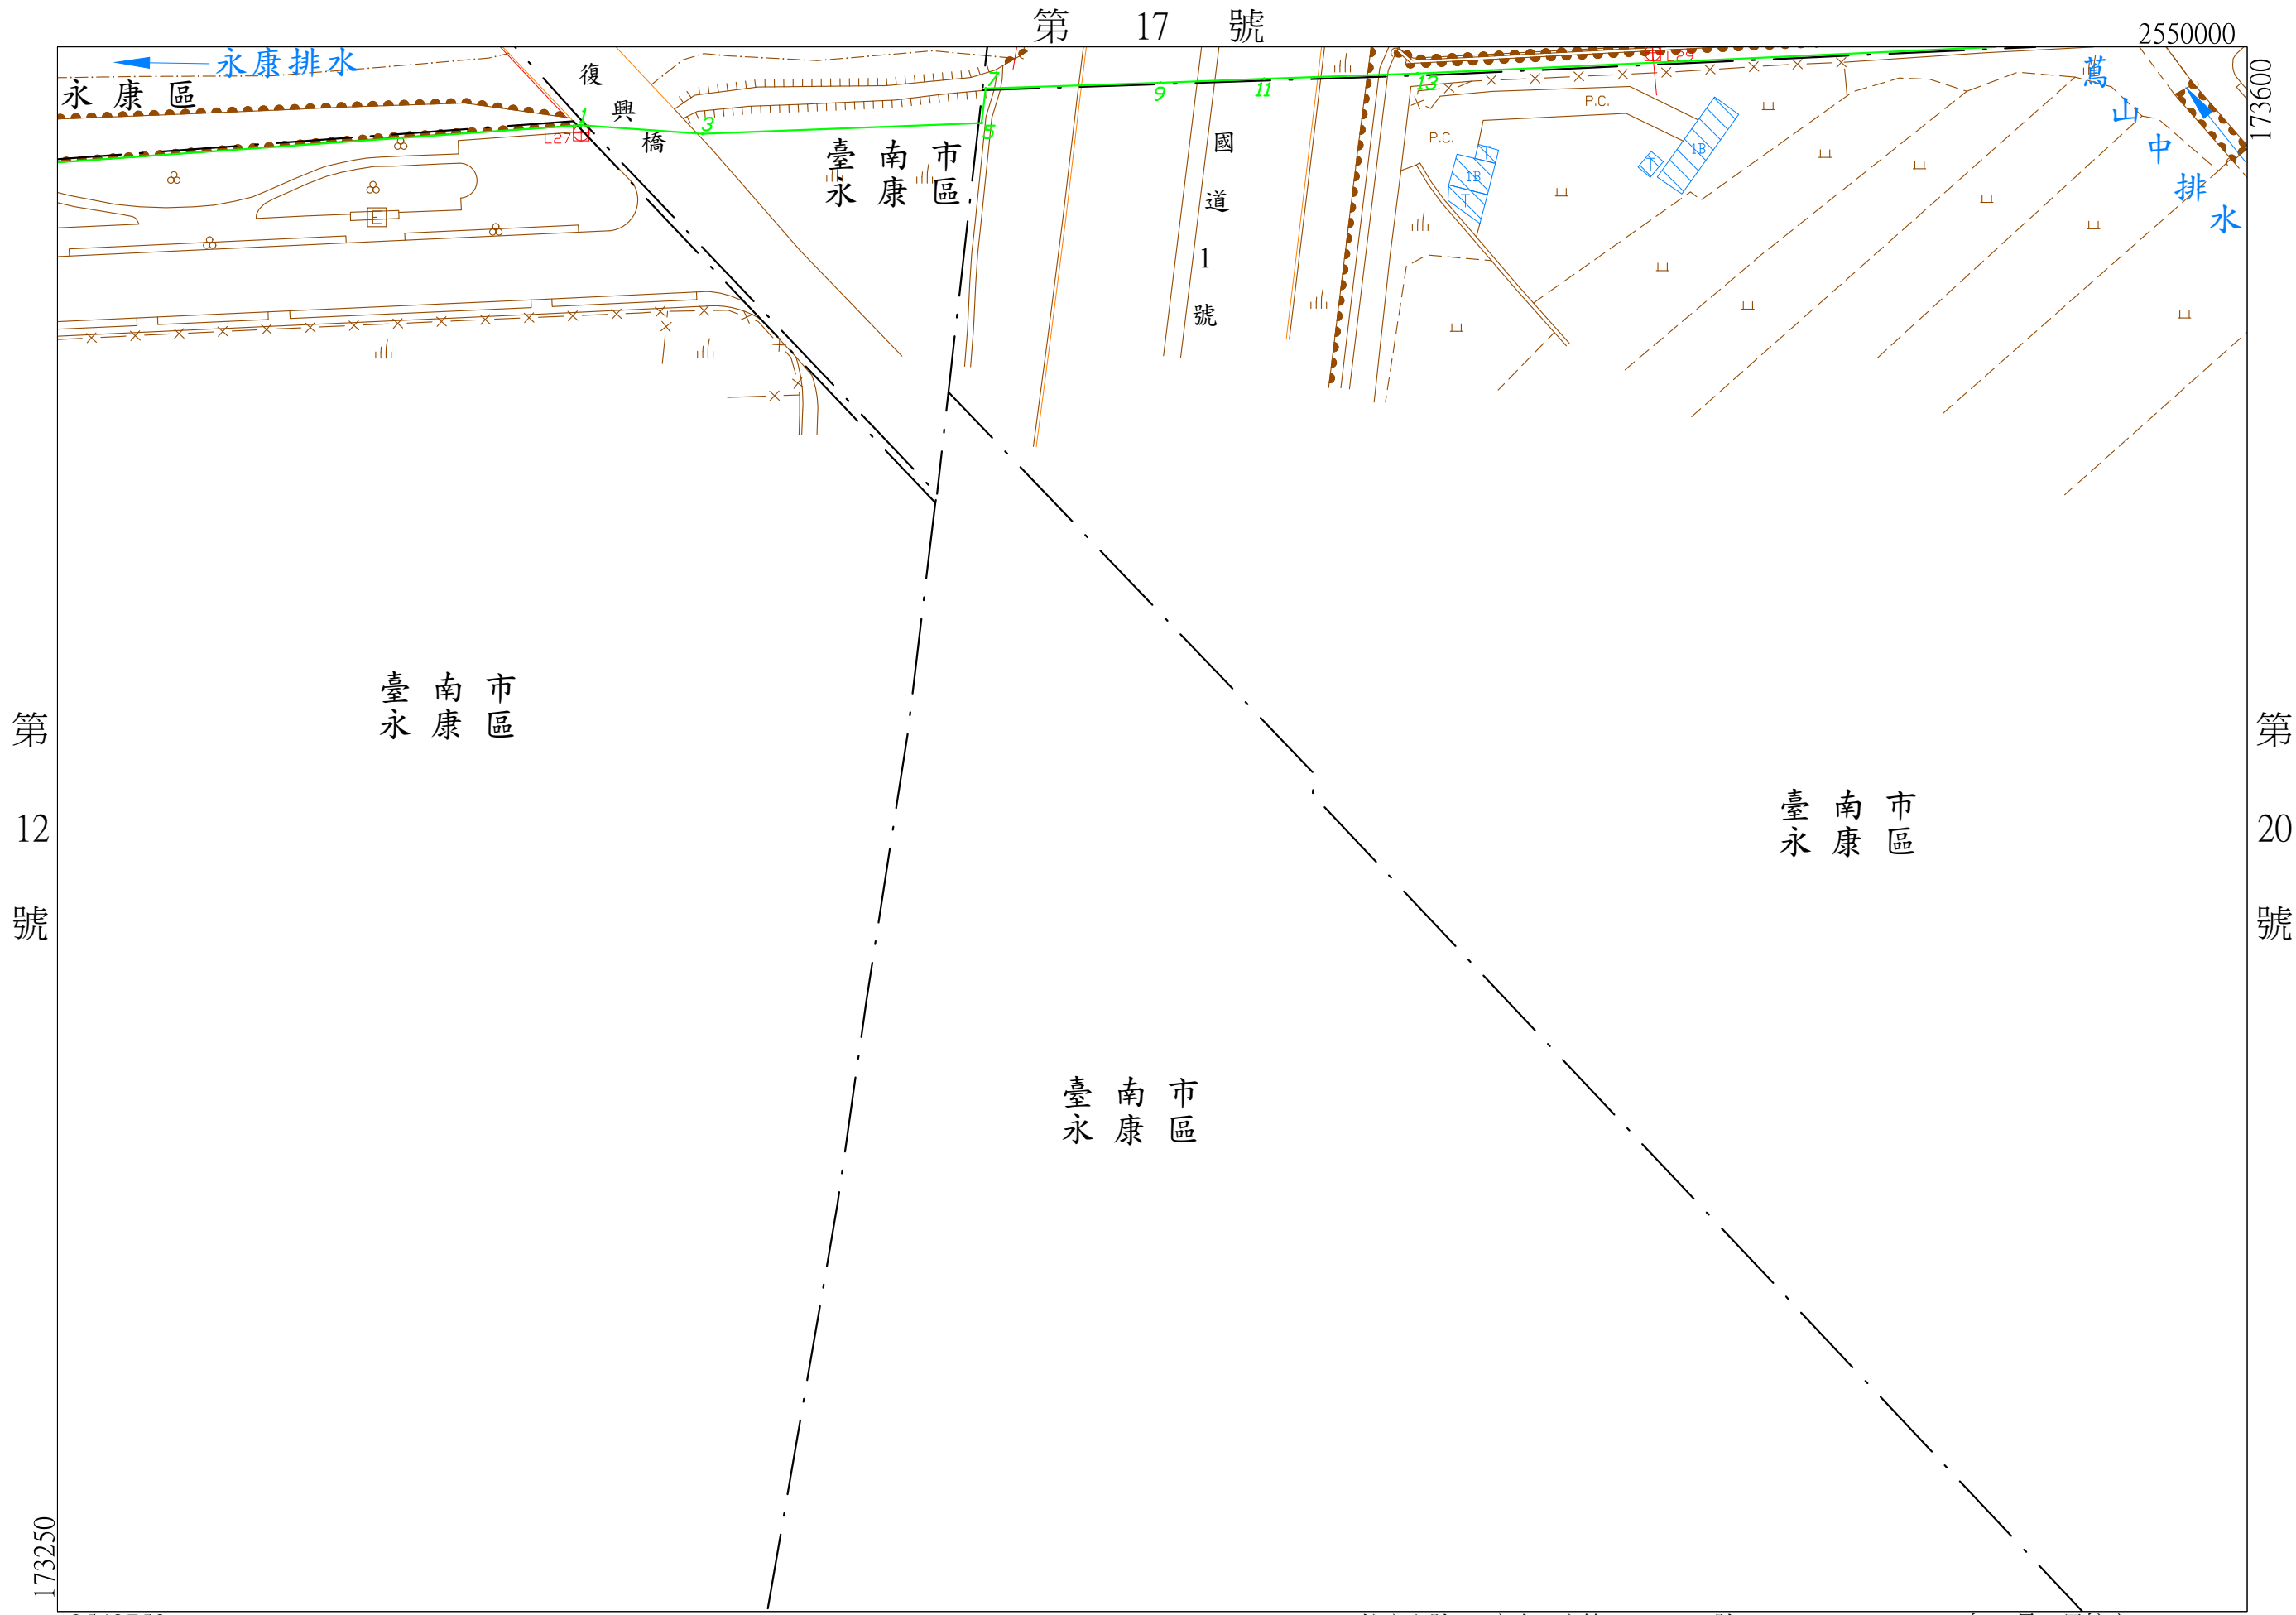 第 17 號
2550000
173600
永康排水
永康區
復興橋
L27
1
3
5
7
9
11
13
L29
臺南市
永康區
國道1號
P.C.
P.C.
1B
T
T
1B
T
E
蔦山中排水
臺南市
永康區
第 12 號
第 20 號
臺南市
永康區
臺南市
永康區
173250